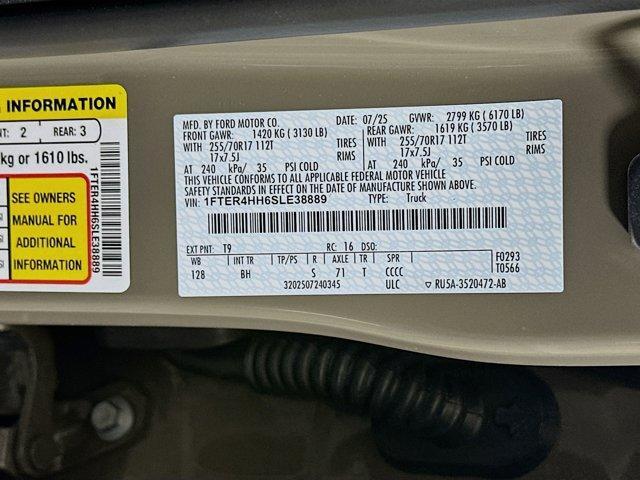 G INFORMATION
NT: 2 REAR: 3
kg or 1610 lbs.
SEE OWNERS
MANUAL FOR
ADDITIONAL
INFORMATION
1FTER4HH6SLE38889
MFD. BY FORD MOTOR CO. DATE: 07/25 GVWR: 2799 KG ( 6170 LB)
FRONT GAWR: 1420 KG ( 3130 LB) REAR GAWR: 1619 KG ( 3570 LB)
WITH 255/70R17 112T TIRES WITH 255/70R17 112T TIRES
17x7.5J RIMS 17x7.5J RIMS
AT 240 kPa/ 35 PSI COLD AT 240 kPa/ 35 PSI COLD
THIS VEHICLE CONFORMS TO ALL APPLICABLE FEDERAL MOTOR VEHICLE
SAFETY STANDARDS IN EFFECT ON THE DATE OF MANUFACTURE SHOWN ABOVE.
VIN: 1FTER4HH6SLE38889 TYPE: Truck
EXT PNT: T9 RC: 16 DSO:
WB INT TR TP/PS R AXLE TR SPR F0293
128 BH S 71 T CCCC T0566
3202507240345 ULC ▽ RU5A-3520472-AB